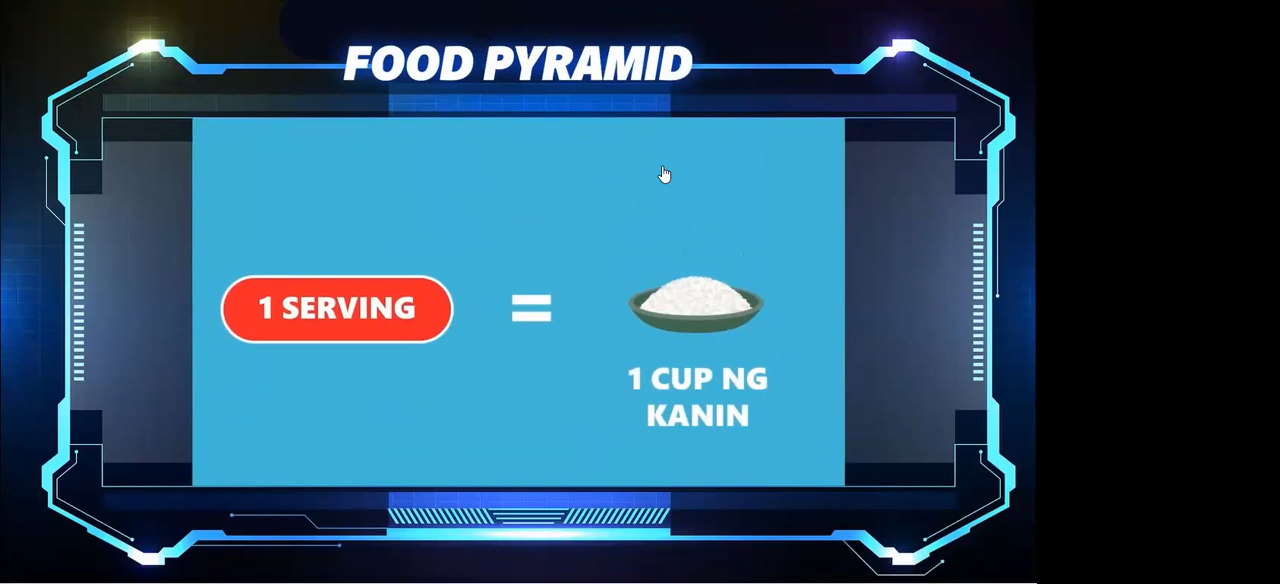 FOOD PYRAMID
1 SERVING
=
1 CUP NG
KANIN